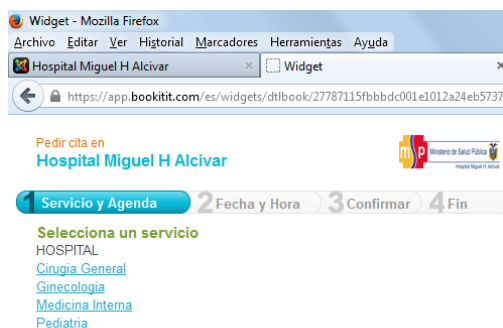 Widget - Mozilla Firefox
Archivo Editar Ver Historial Marcadores Herramientas Ayuda
Hospital Miguel H Alcivar × Widget ×
https://app.bookitit.com/es/widgets/dtlbook/27787115fbbbdc001e1012a24eb5737
Pedir cita en
Hospital Miguel H Alcivar
mp Ministerio de Salud Pública
Hospital Miguel H. Alcivar
1 Servicio y Agenda 2 Fecha y Hora 3 Confirmar 4 Fin
Selecciona un servicio
HOSPITAL
Cirugia General
Ginecologia
Medicina Interna
Pediatria